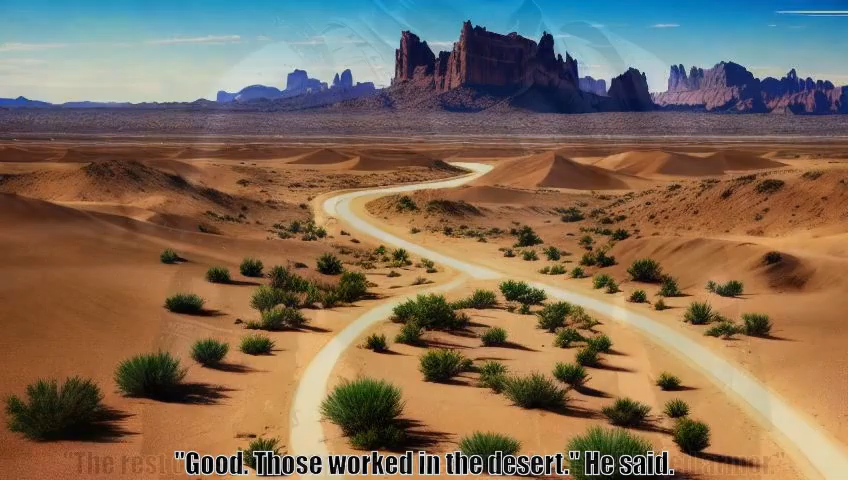 "Good. Those worked in the desert." He said.